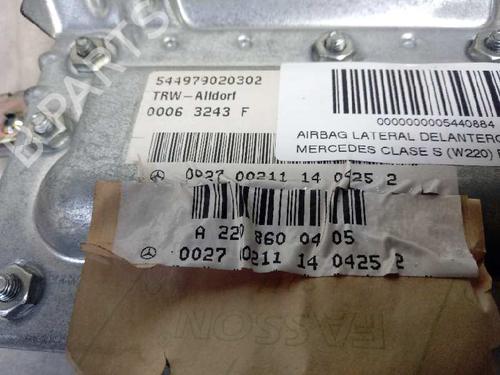 544979020302
TRW-Alldorf
0006 3243 F
0000000005440884
AIRBAG LATERAL DELANTERO
MERCEDES CLASE S (W220)
0027 00211 14 0425 2
A 220 860 04 05
0027 00211 14 0425 2
FASSON
B-PARTS